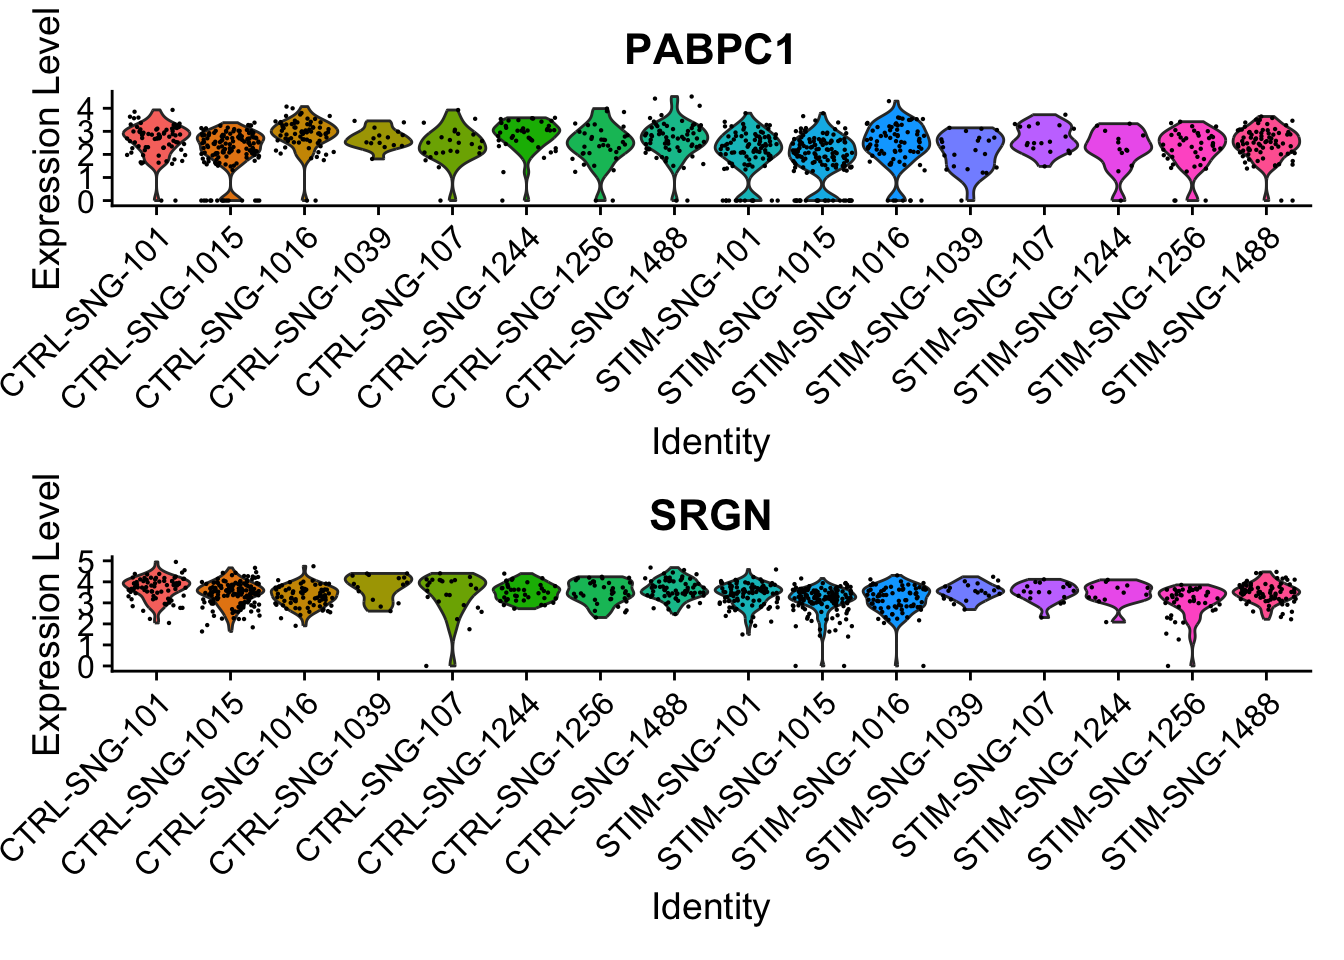 PABPC1
Expression Level
4
3
2
1
0
CTRL-SNG-101
CTRL-SNG-1015
CTRL-SNG-1016
CTRL-SNG-1039
CTRL-SNG-107
CTRL-SNG-1244
CTRL-SNG-1256
CTRL-SNG-1488
STIM-SNG-101
STIM-SNG-1015
STIM-SNG-1016
STIM-SNG-1039
STIM-SNG-107
STIM-SNG-1244
STIM-SNG-1256
STIM-SNG-1488
Identity
SRGN
Expression Level
5
4
3
2
1
0
CTRL-SNG-101
CTRL-SNG-1015
CTRL-SNG-1016
CTRL-SNG-1039
CTRL-SNG-107
CTRL-SNG-1244
CTRL-SNG-1256
CTRL-SNG-1488
STIM-SNG-101
STIM-SNG-1015
STIM-SNG-1016
STIM-SNG-1039
STIM-SNG-107
STIM-SNG-1244
STIM-SNG-1256
STIM-SNG-1488
Identity